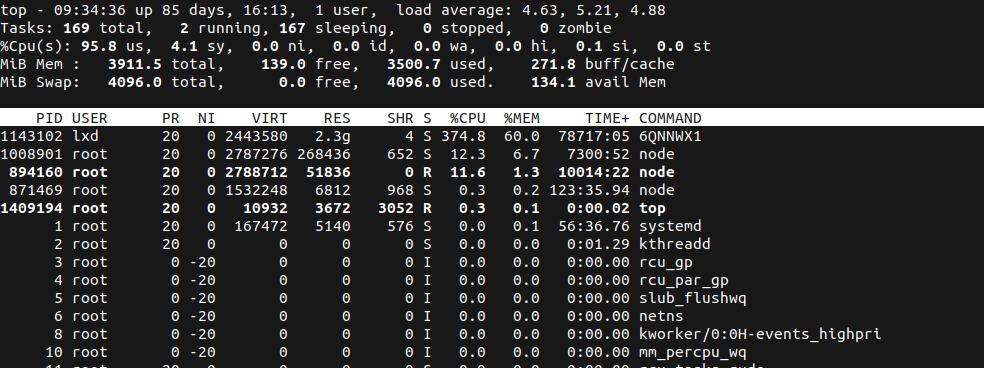 top - 09:34:36 up 85 days, 16:13,  1 user,  load average: 4.63, 5.21, 4.88
Tasks: 169 total,   2 running, 167 sleeping,   0 stopped,   0 zombie
%Cpu(s): 95.8 us,  4.1 sy,  0.0 ni,  0.0 id,  0.0 wa,  0.0 hi,  0.1 si,  0.0 st
MiB Mem :   3911.5 total,    139.0 free,   3500.7 used,    271.8 buff/cache
MiB Swap:   4096.0 total,      0.0 free,   4096.0 used.    134.1 avail Mem
PID USER      PR  NI    VIRT    RES    SHR S  %CPU  %MEM     TIME+ COMMAND
1143102 lxd       20   0 2443580   2.3g      4 S 374.8  60.0  78717:05 6QNNWX1
1008901 root      20   0 2787276 268436    652 S  12.3   6.7   7300:52 node
894160 root      20   0 2788712  51836      0 R  11.6   1.3  10014:22 node
871469 root      20   0 1532248   6812    968 S   0.3   0.2 123:35.94 node
1409194 root      20   0   10932   3672   3052 R   0.3   0.1   0:00.02 top
1 root      20   0  167472   5140    576 S   0.0   0.1  56:36.76 systemd
2 root      20   0       0      0      0 S   0.0   0.0   0:01.29 kthreadd
3 root       0 -20       0      0      0 I   0.0   0.0   0:00.00 rcu_gp
4 root       0 -20       0      0      0 I   0.0   0.0   0:00.00 rcu_par_gp
5 root       0 -20       0      0      0 I   0.0   0.0   0:00.00 slub_flushwq
6 root       0 -20       0      0      0 I   0.0   0.0   0:00.00 netns
8 root       0 -20       0      0      0 I   0.0   0.0   0:00.00 kworker/0:0H-events_highpri
10 root       0 -20       0      0      0 I   0.0   0.0   0:00.00 mm_percpu_wq